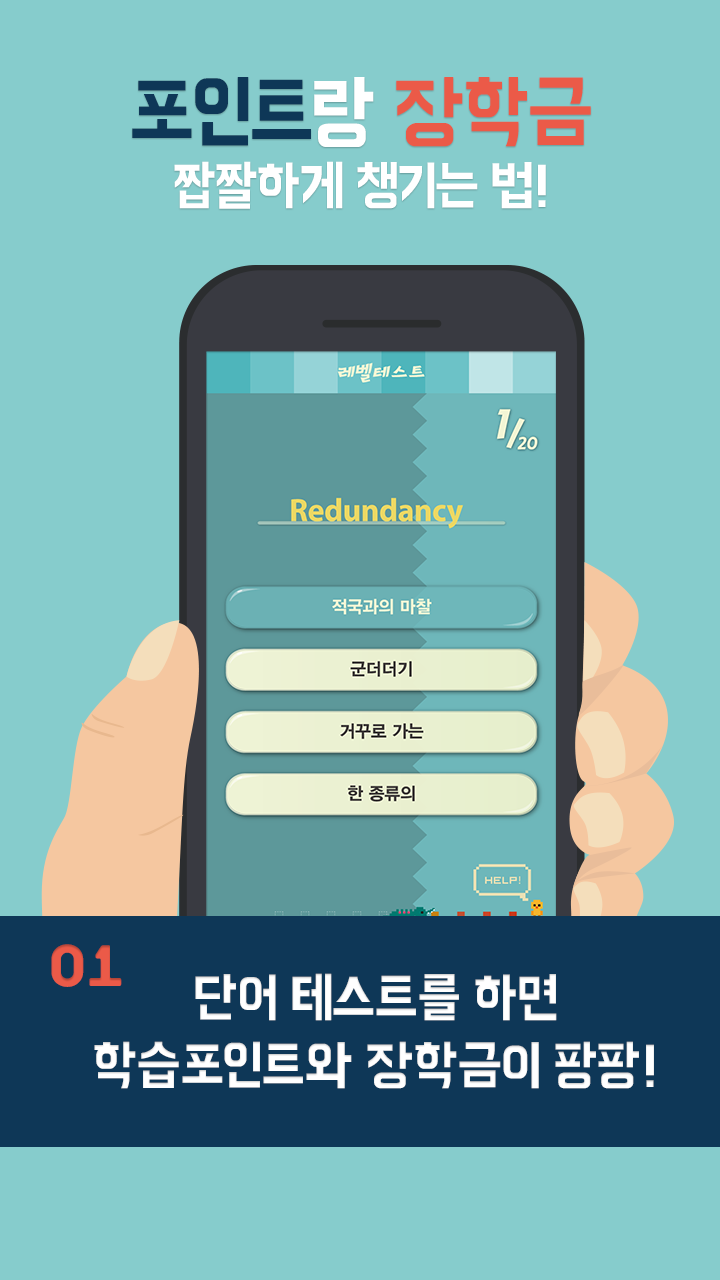 포인트랑 장학금
짭짤하게 챙기는 법!
레벨테스트
1/20
Redundancy
적국과의 마찰
군더더기
거꾸로 가는
한 종류의
HELP!
01
단어 테스트를 하면
학습포인트와 장학금이 팡팡!